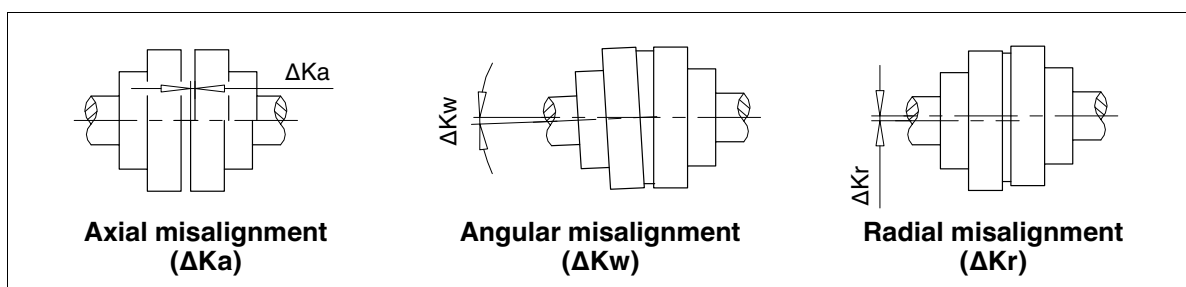 ΔKa
Axial misalignment
(ΔKa)
ΔKw
Angular misalignment
(ΔKw)
ΔKr
Radial misalignment
(ΔKr)